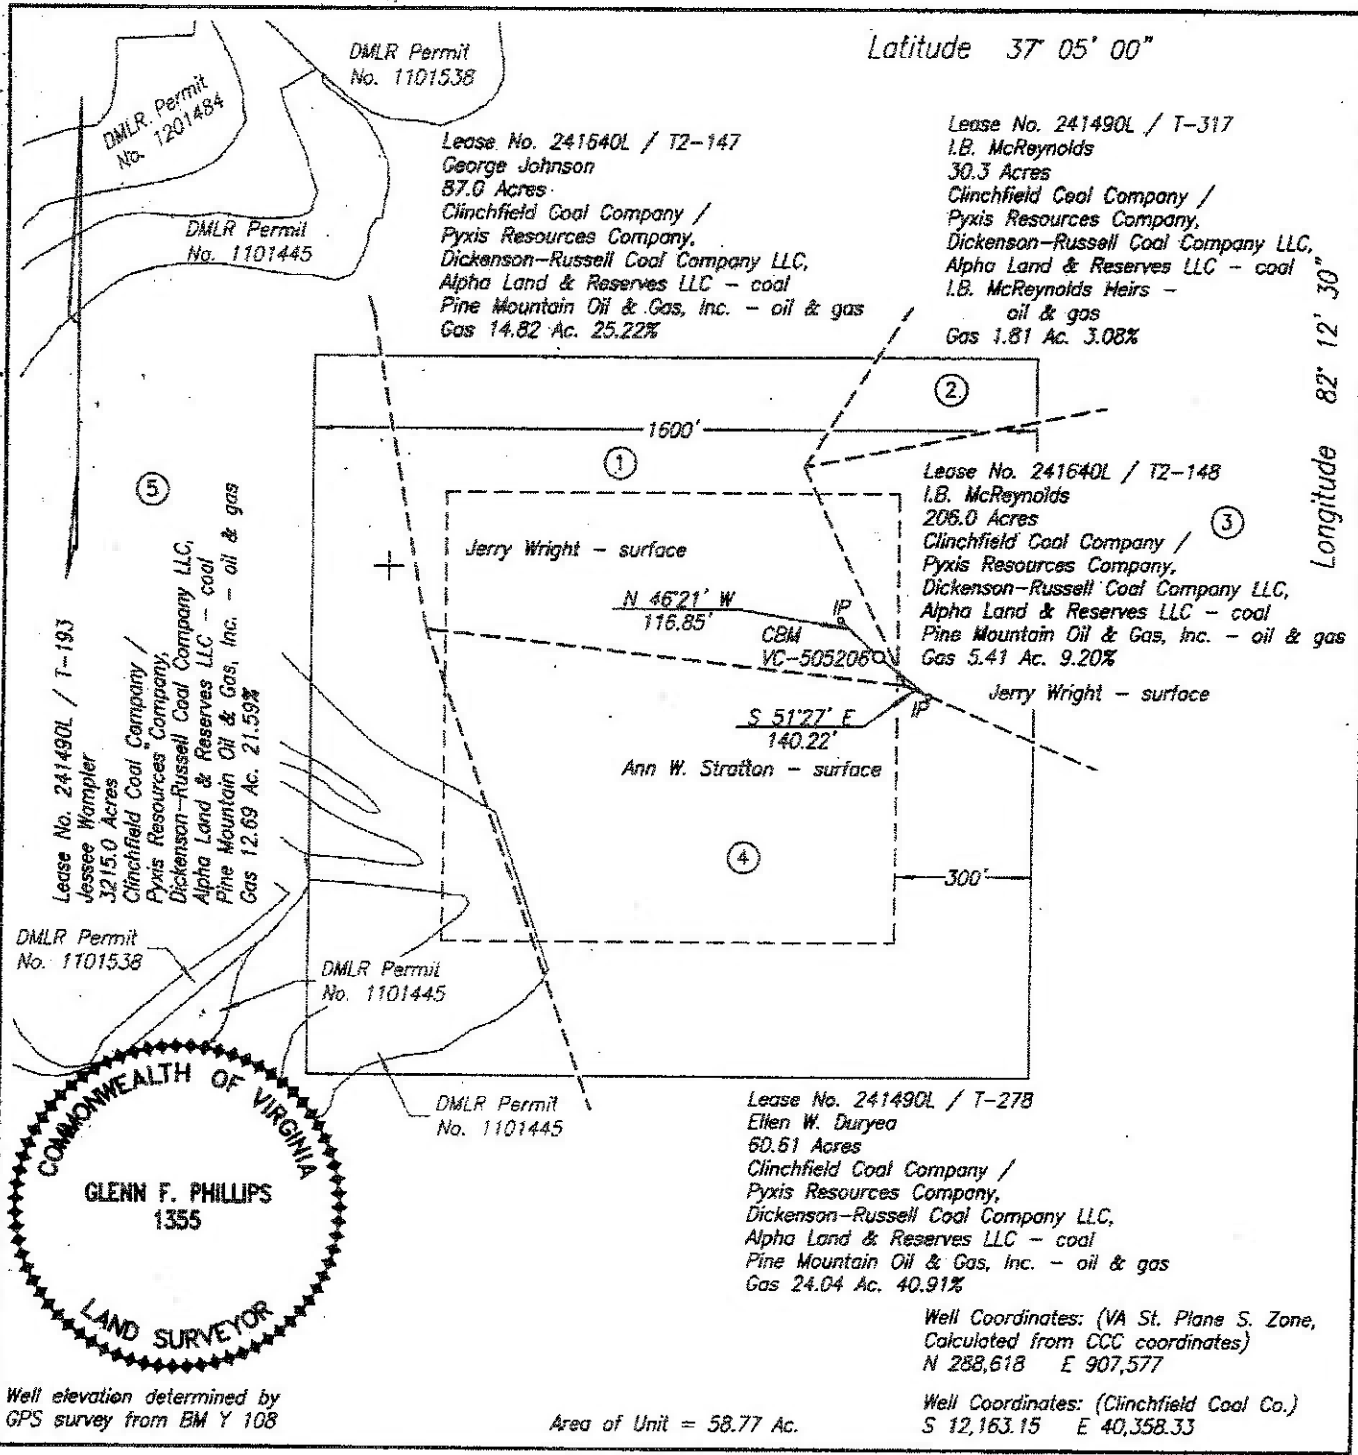 Latitude 37° 05' 00"
DMLR Permit
No. 1101538
DMLR Permit
No. 1201484
DMLR Permit
No. 1101445
Lease No. 241640L / T2-147
George Johnson
87.0 Acres
Clinchfield Coal Company /
Pyxis Resources Company,
Dickenson-Russell Coal Company LLC,
Alpha Land & Reserves LLC - coal
Pine Mountain Oil & Gas, Inc. - oil & gas
Gas 14.82 Ac. 25.22%
Lease No. 241490L / T-317
I.B. McReynolds
30.3 Acres
Clinchfield Coal Company /
Pyxis Resources Company,
Dickenson-Russell Coal Company LLC,
Alpha Land & Reserves LLC - coal
I.B. McReynolds Heirs -
oil & gas
Gas 1.81 Ac. 3.08%
Longitude 82° 12' 30"
2
1600'
1
5
Lease No. 241640L / T2-148
I.B. McReynolds
206.0 Acres
Clinchfield Coal Company /
Pyxis Resources Company,
Dickenson-Russell Coal Company LLC,
Alpha Land & Reserves LLC - coal
Pine Mountain Oil & Gas, Inc. - oil & gas
Gas 5.41 Ac. 9.20%
3
Jerry Wright - surface
N 46°21' W
116.85'
IP
CBM
VC-505206
Jerry Wright - surface
IP
S 51°27' E
140.22'
Ann W. Stratton - surface
4
300'
Lease No. 241490L / T-193
Jessee Wampler
3215.0 Acres
Clinchfield Coal Company /
Pyxis Resources Company,
Dickenson-Russell Coal Company LLC,
Alpha Land & Reserves LLC - coal
Pine Mountain Oil & Gas, Inc. - oil & gas
Gas 12.69 Ac. 21.59%
DMLR Permit
No. 1101538
DMLR Permit
No. 1101445
DMLR Permit
No. 1101445
Lease No. 241490L / T-278
Ellen W. Duryea
60.61 Acres
Clinchfield Coal Company /
Pyxis Resources Company,
Dickenson-Russell Coal Company LLC,
Alpha Land & Reserves LLC - coal
Pine Mountain Oil & Gas, Inc. - oil & gas
Gas 24.04 Ac. 40.91%
COMMONWEALTH OF VIRGINIA
GLENN F. PHILLIPS
1355
LAND SURVEYOR
Well Coordinates: (VA St. Plane S. Zone,
Calculated from CCC coordinates)
N 288,618 E 907,577
Well elevation determined by
GPS survey from BM Y 108
Area of Unit = 58.77 Ac.
Well Coordinates: (Clinchfield Coal Co.)
S 12,163.15 E 40,358.33